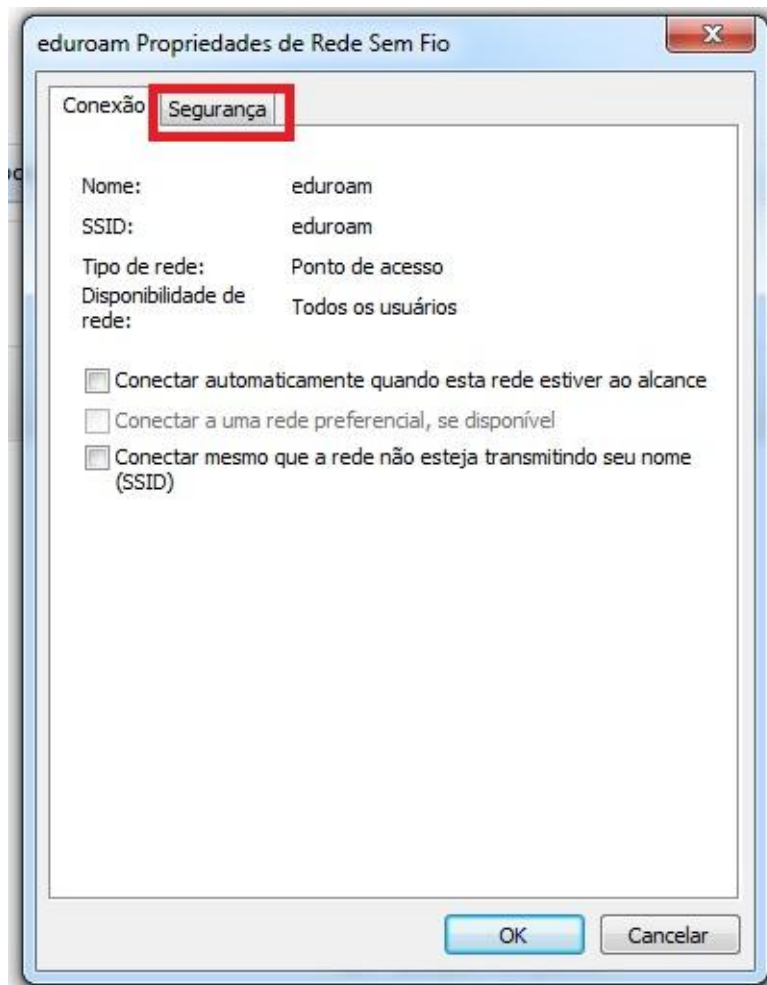 eduroam Propriedades de Rede Sem Fio
Conexão Segurança
Nome: eduroam
SSID: eduroam
Tipo de rede: Ponto de acesso
Disponibilidade de
rede: Todos os usuários
Conectar automaticamente quando esta rede estiver ao alcance
Conectar a uma rede preferencial, se disponível
Conectar mesmo que a rede não esteja transmitindo seu nome
(SSID)
OK Cancelar